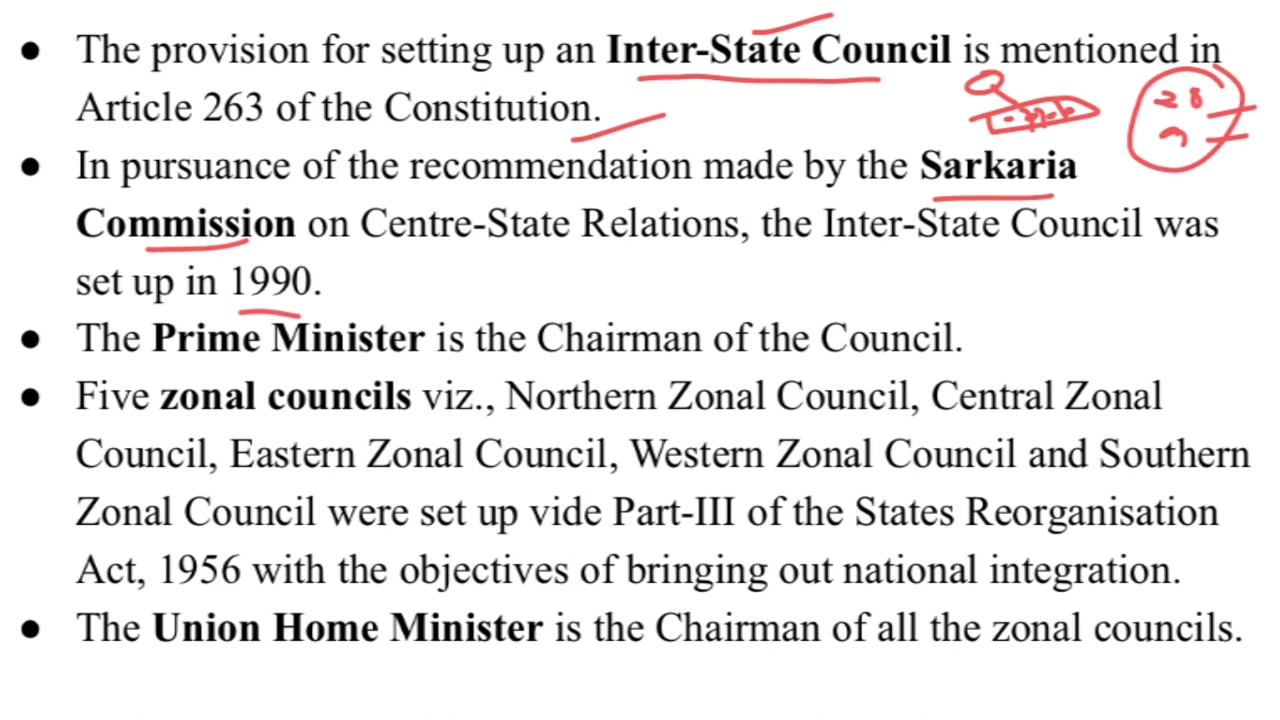 ● The provision for setting up an Inter-State Council is mentioned in
Article 263 of the Constitution.
28
● In pursuance of the recommendation made by the Sarkaria
Commission on Centre-State Relations, the Inter-State Council was
set up in 1990.
● The Prime Minister is the Chairman of the Council.
● Five zonal councils viz., Northern Zonal Council, Central Zonal
Council, Eastern Zonal Council, Western Zonal Council and Southern
Zonal Council were set up vide Part-III of the States Reorganisation
Act, 1956 with the objectives of bringing out national integration.
● The Union Home Minister is the Chairman of all the zonal councils.